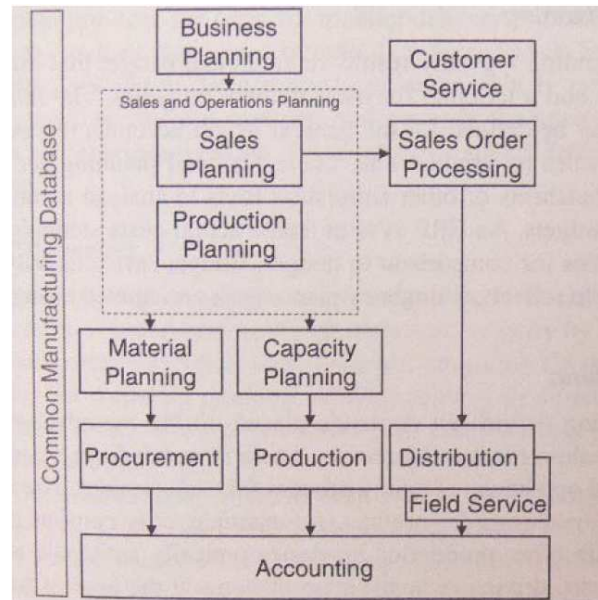 Business
Planning
Customer
Service
Sales and Operations Planning
Sales
Planning
Sales Order
Processing
Production
Planning
Common Manufacturing Database
Material
Planning
Capacity
Planning
Procurement
Production
Distribution
Field Service
Accounting